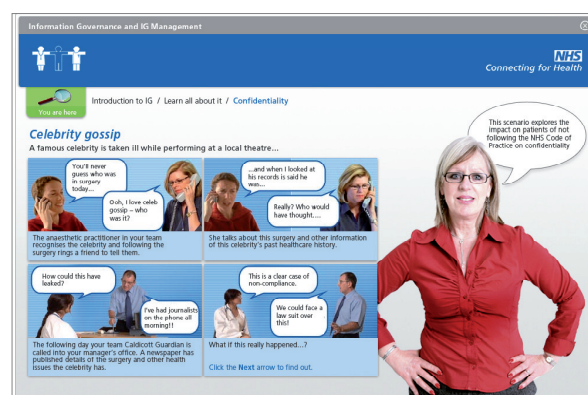 Information Governance and IG Management
NHS
Connecting for Health
You are here
Introduction to IG / Learn all about it / Confidentiality
This scenario explores the
impact on patients of not
following the NHS Code of
Practice on confidentiality
Celebrity gossip
A famous celebrity is taken ill while performing at a local theatre...
You'll never
guess who was
in surgery
today...
Ooh, I love celeb
gossip – who
was it?
The anaesthetic practitioner in your team
recognises the celebrity and following the
surgery rings a friend to tell them.
...and when I looked at
his records is said he
was...
Really? Who would
have thought....
She talks about this surgery and other information
of this celebrity's past healthcare history.
How could this have
leaked?
I've had journalists
on the phone all
morning!!
The following day your team Caldicott Guardian is
called into your manager's office. A newspaper has
published details of the surgery and other health
issues the celebrity has.
This is a clear case of
non-compliance.
We could face a
law suit over
this!
What if this really happened...?
Click the Next arrow to find out.